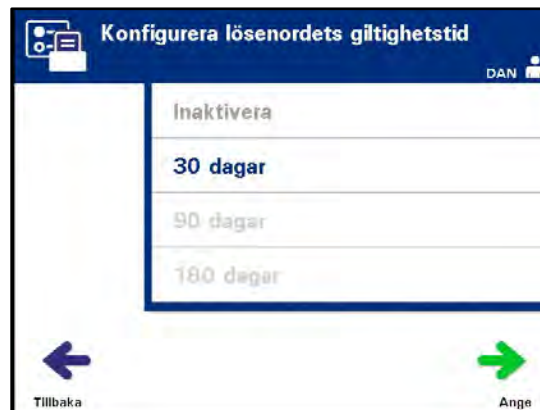 Konfigurera lösenordets giltighetstid
DAN
Inaktivera
30 dagar
90 dagar
180 dagar
Tillbaka
Ange